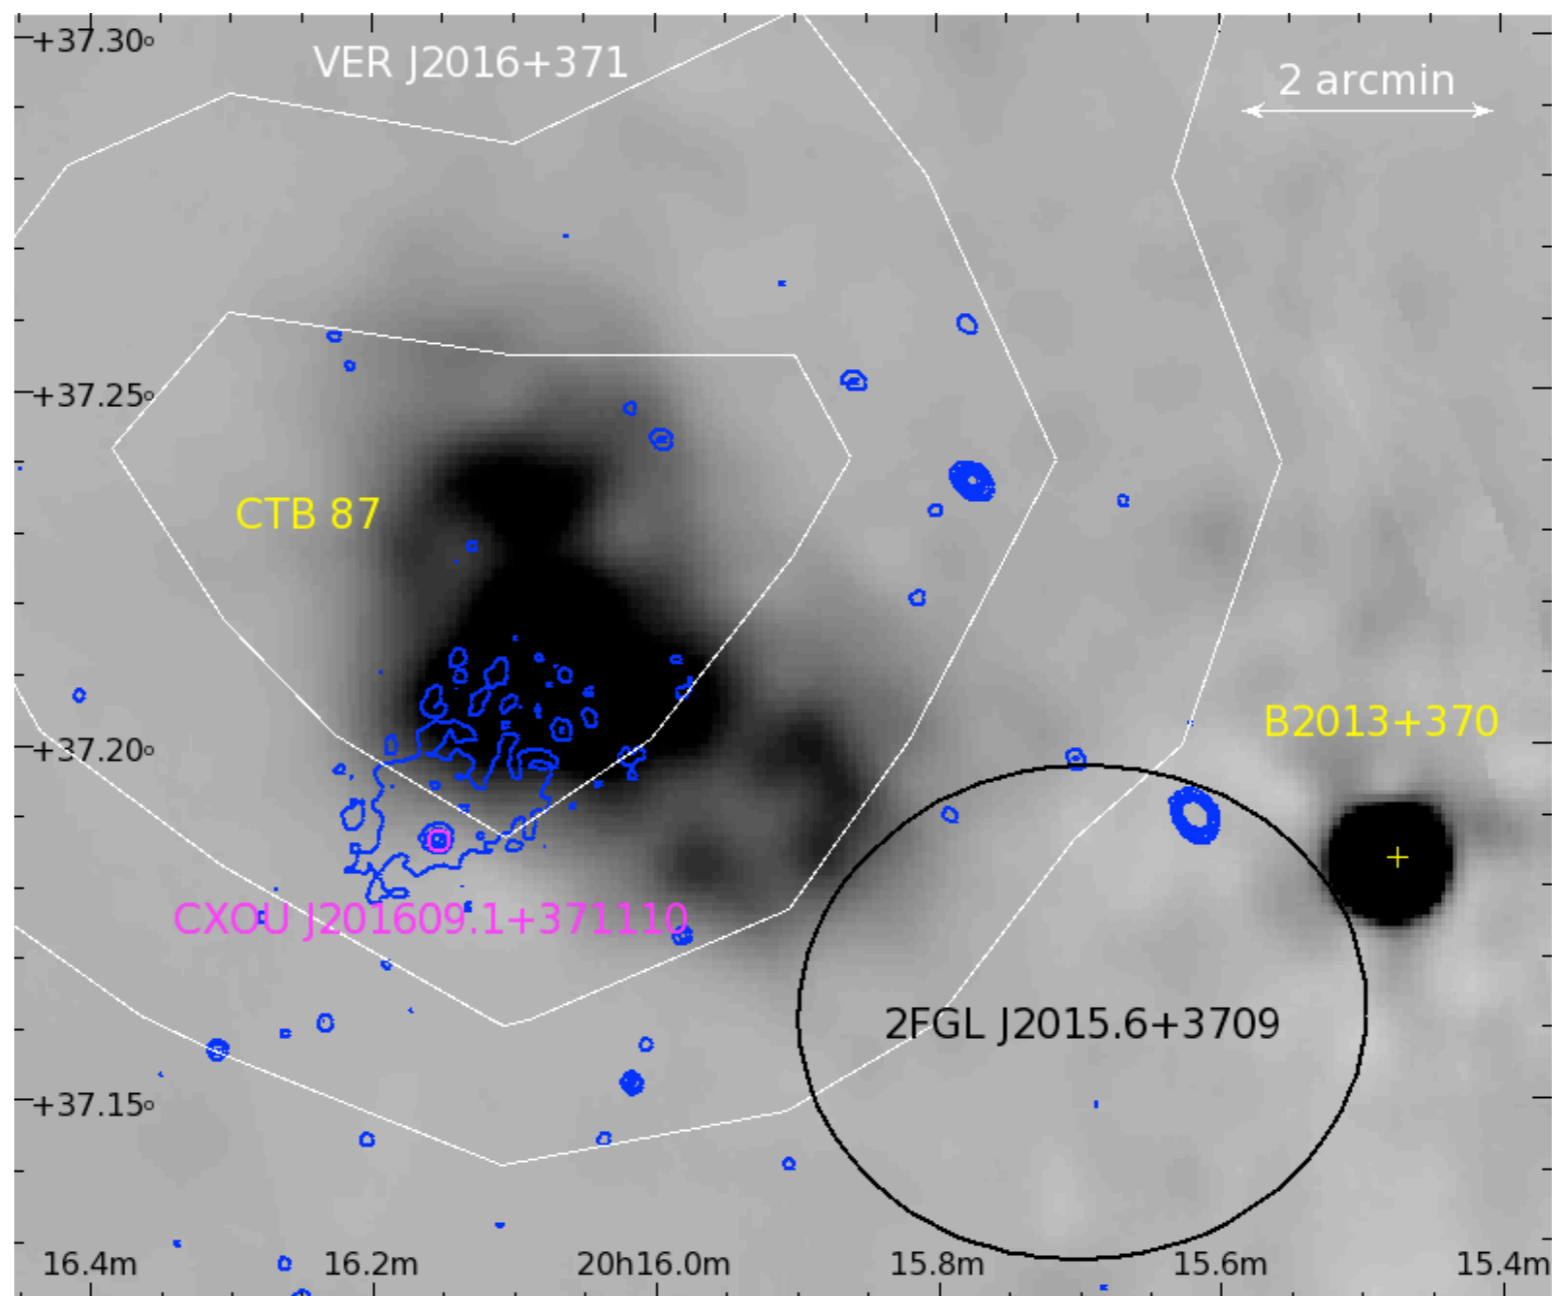 +37.30°
VER J2016+371
2 arcmin
+37.25°
CTB 87
+37.20°
B2013+370
CXOU J201609.1+371110
2FGL J2015.6+3709
+37.15°
16.4m 16.2m 20h16.0m 15.8m 15.6m 15.4m